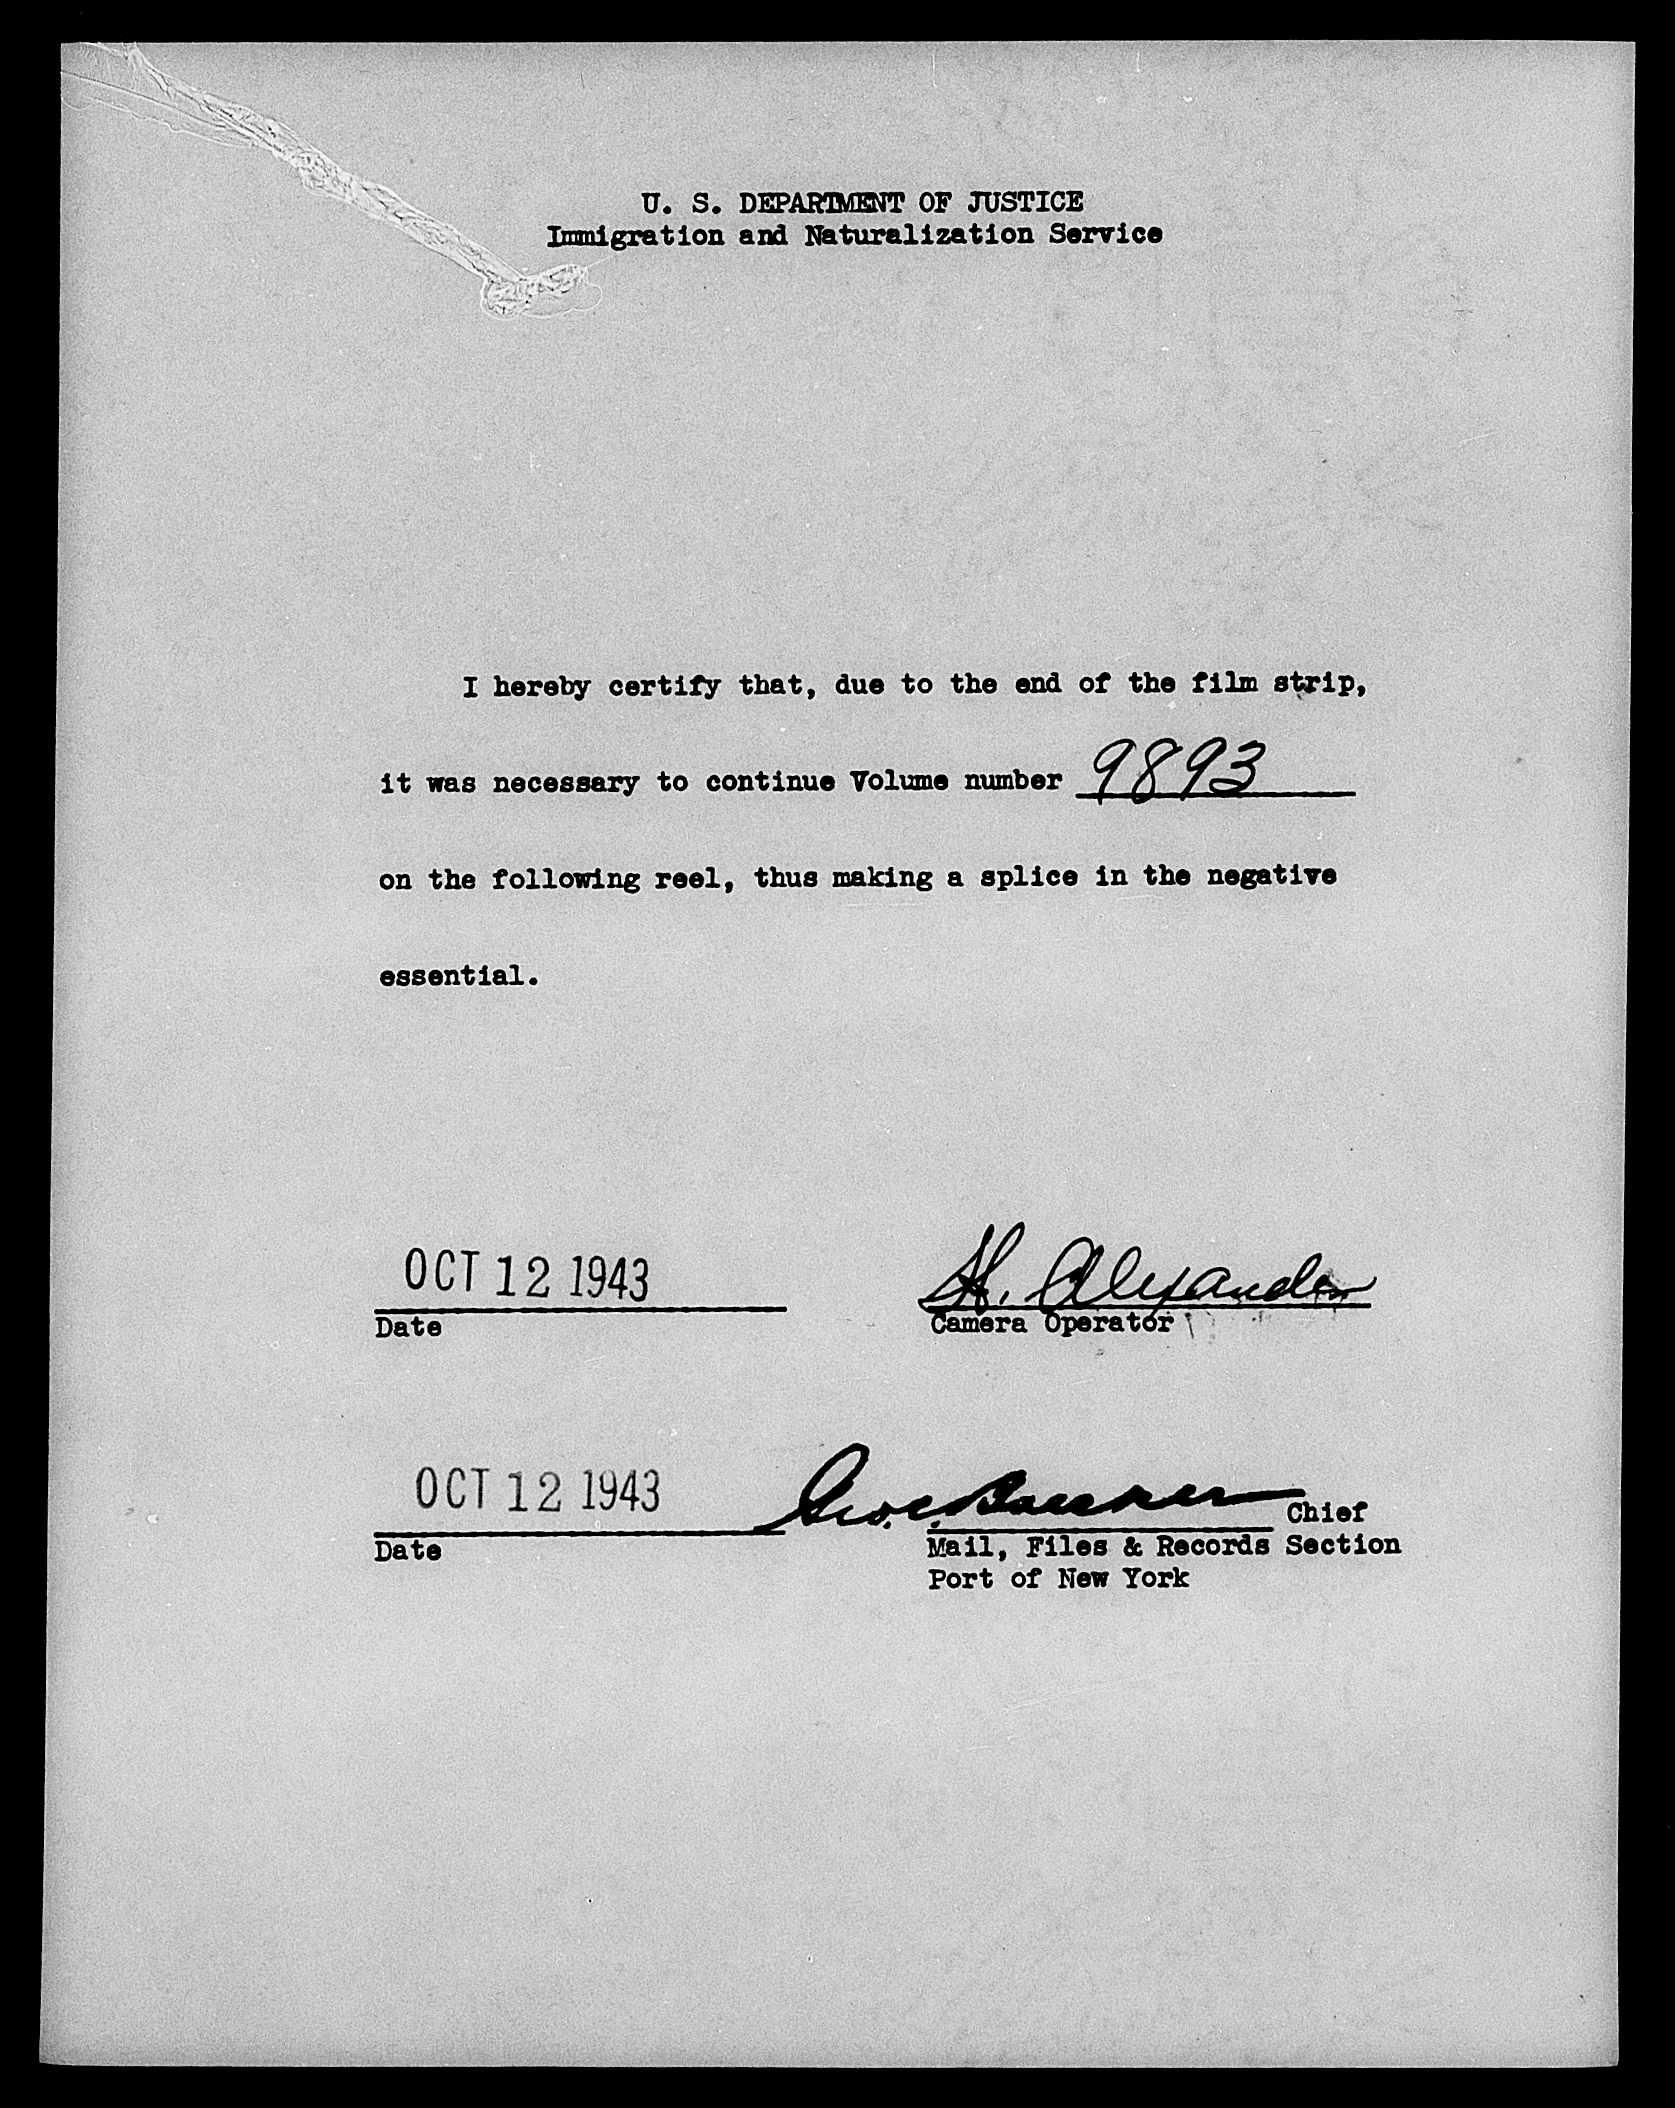 U. S. DEPARTMENT OF JUSTICE
Immigration and Naturalization Service
I hereby certify that, due to the end of the film strip,
it was necessary to continue Volume number 9893
on the following reel, thus making a splice in the negative
essential.
OCT 12 1943 H. Alexander
Date Camera Operator
OCT 12 1943 Geo. C. Chief
Date Mail, Files & Records Section
Port of New York